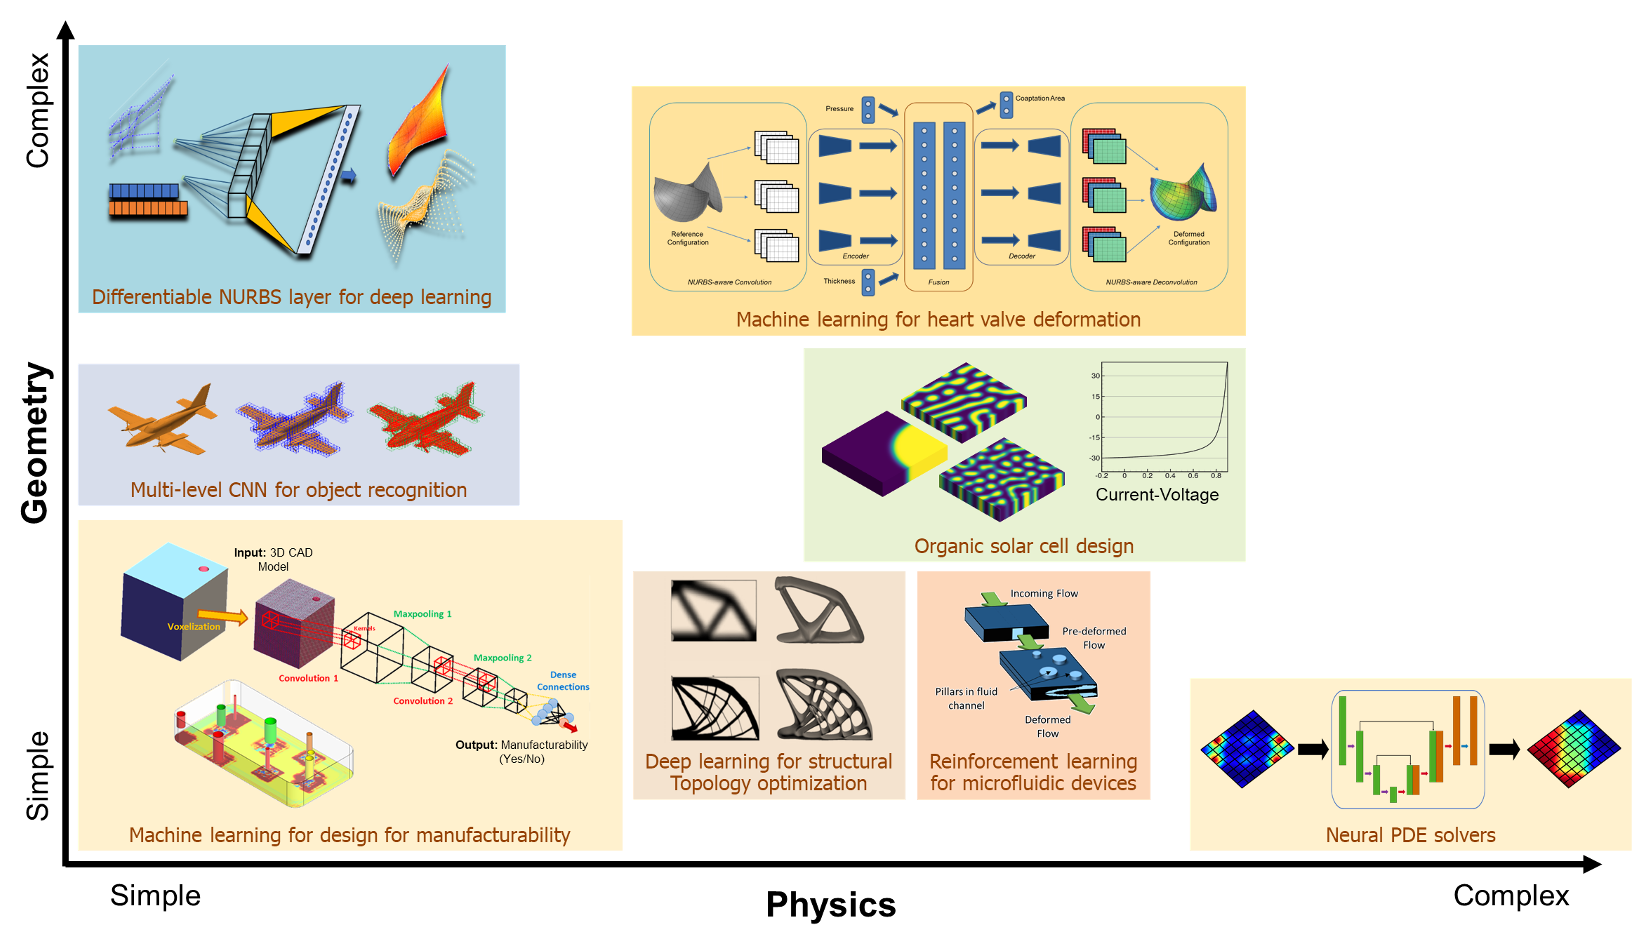 Complex
Geometry
Simple
Differentiable NURBS layer for deep learning
Pressure
Coaptation Area
Reference
Configuration
Encoder
Decoder
Deformed
Configuration
Thickness
NURBS-aware Convolution
Fusion
NURBS-aware Deconvolution
Machine learning for heart valve deformation
Multi-level CNN for object recognition
30
15
0
-15
-30
-0.2 0 0.2 0.4 0.6 0.8
Current-Voltage
Organic solar cell design
Input: 3D CAD
Model
Voxelization
Kernels
Maxpooling 1
Convolution 1
Maxpooling 2
Convolution 2
Dense
Connections
Output: Manufacturability
(Yes/No)
Machine learning for design for manufacturability
Deep learning for structural
Topology optimization
Incoming Flow
Pre-deformed
Flow
Pillars in fluid
channel
Deformed
Flow
Reinforcement learning
for microfluidic devices
Neural PDE solvers
Simple
Physics
Complex